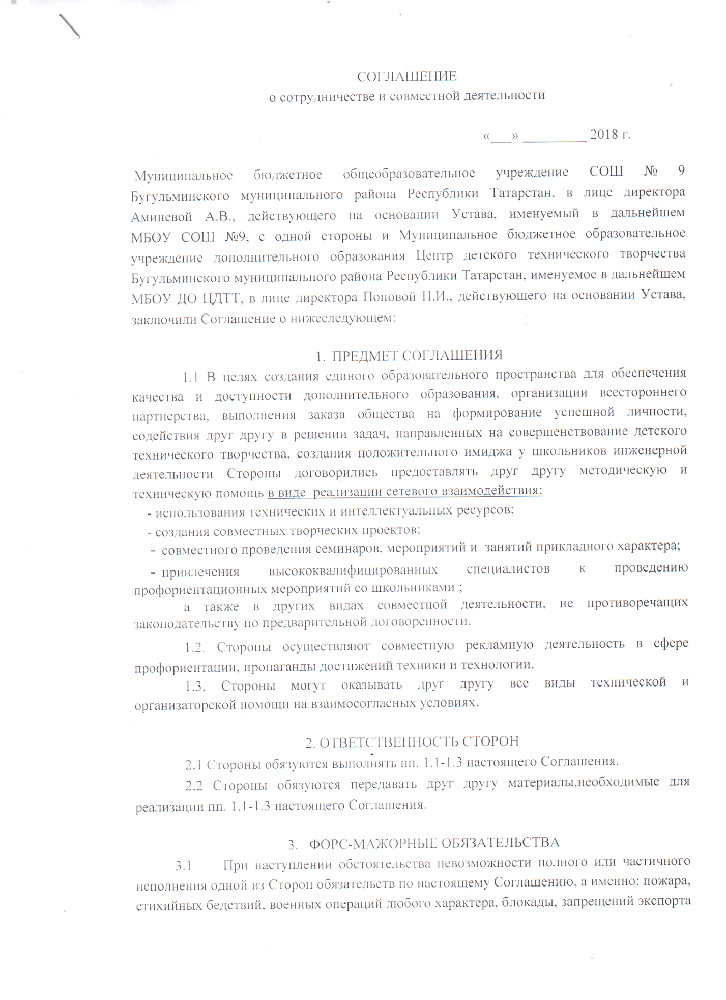 СОГЛАШЕНИЕ
о сотрудничестве и совместной деятельности
«___» _________ 2018 г.
Муниципальное бюджетное общеобразовательное учреждение СОШ № 9
Бугульминского муниципального района Республики Татарстан, в лице директора
Аминевой А.В., действующего на основании Устава, именуемый в дальнейшем
МБОУ СОШ №9, с одной стороны и Муниципальное бюджетное образовательное
учреждение дополнительного образования Центр детского технического творчества
Бугульминского муниципального района Республики Татарстан, именуемое в дальнейшем
МБОУ ДО ЦДТТ, в лице директора Поповой Н.И., действующего на основании Устава,
заключили Соглашение о нижеследующем:
1. ПРЕДМЕТ СОГЛАШЕНИЯ
1.1 В целях создания единого образовательного пространства для обеспечения
качества и доступности дополнительного образования, организации всестороннего
партнерства, выполнения заказа общества на формирование успешной личности,
содействия друг другу в решении задач, направленных на совершенствование детского
технического творчества, создания положительного имиджа у школьников инженерной
деятельности Стороны договорились предоставлять друг другу методическую и
техническую помощь в виде реализации сетевого взаимодействия:
- использования технических и интеллектуальных ресурсов;
- создания совместных творческих проектов;
- совместного проведения семинаров, мероприятий и занятий прикладного характера;
- привлечения высококвалифицированных специалистов к проведению
профориентационных мероприятий со школьниками ;
а также в других видах совместной деятельности, не противоречащих
законодательству по предварительной договоренности.
1.2. Стороны осуществляют совместную рекламную деятельность в сфере
профориентации, пропаганды достижений техники и технологии.
1.3. Стороны могут оказывать друг другу все виды технической и
организаторской помощи на взаимосогласных условиях.
2. ОТВЕТСТВЕННОСТЬ СТОРОН
2.1 Стороны обязуются выполнять пп. 1.1-1.3 настоящего Соглашения.
2.2 Стороны обязуются передавать друг другу материалы,необходимые для
реализации пп. 1.1-1.3 настоящего Соглашения.
3. ФОРС-МАЖОРНЫЕ ОБЯЗАТЕЛЬСТВА
3.1 При наступлении обстоятельства невозможности полного или частичного
исполнения одной из Сторон обязательств по настоящему Соглашению, а именно: пожара,
стихийных бедствий, военных операций любого характера, блокады, запрещений экспорта